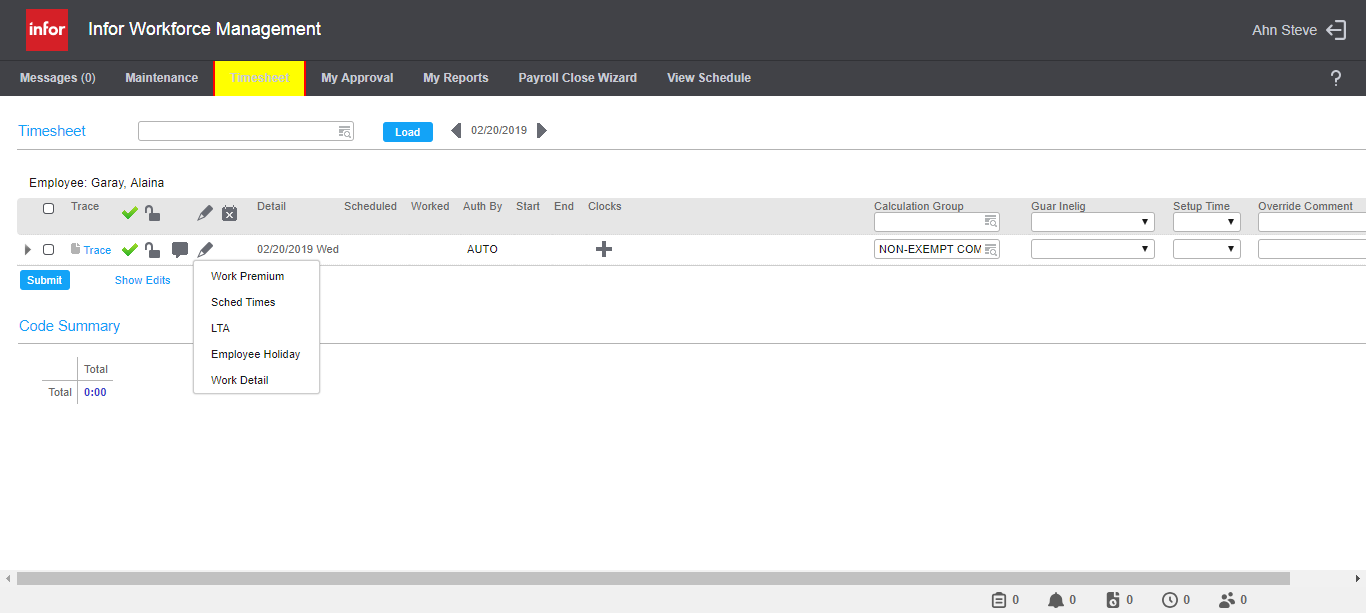 infor
Infor Workforce Management
Ahn Steve
Messages (0) Maintenance Timesheet My Approval My Reports Payroll Close Wizard View Schedule ?
Timesheet Load 02/20/2019
Employee: Garay, Alaina
Trace Detail Scheduled Worked Auth By Start End Clocks Calculation Group Guar Inelig Setup Time Override Comment
Trace 02/20/2019 Wed AUTO NON-EXEMPT COM
Submit Show Edits
Work Premium
Sched Times
LTA
Employee Holiday
Work Detail
Code Summary
Total
Total 0:00
0 0 0 0 0